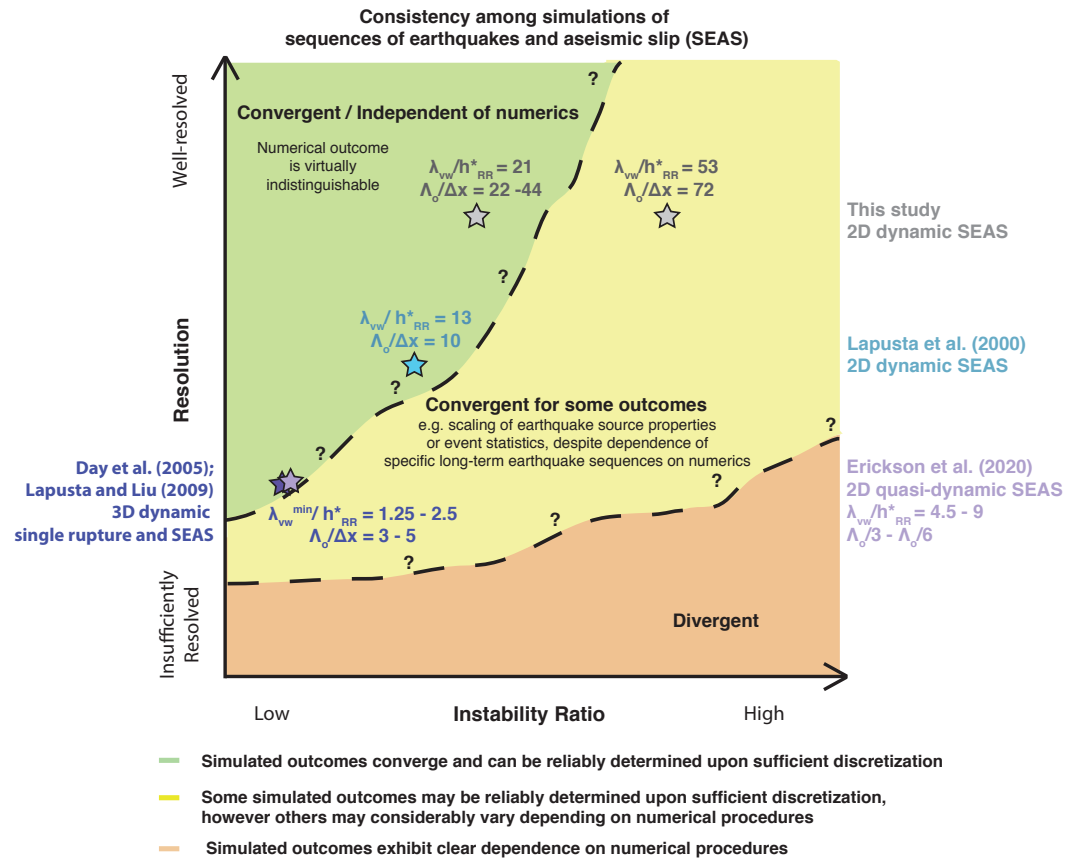 Consistency among simulations of
sequences of earthquakes and aseismic slip (SEAS)
Well-resolved
Resolution
Insufficiently
Resolved
?
Convergent / Independent of numerics
Numerical outcome
is virtually
indistinguishable
λvw/h*RR = 21
Λo/Δx = 22 -44
λvw/h*RR = 53
Λo/Δx = 72
This study
2D dynamic SEAS
?
λvw/ h*RR = 13
Λo/Δx = 10
Lapusta et al. (2000)
2D dynamic SEAS
?
Convergent for some outcomes
e.g. scaling of earthquake source properties
or event statistics, despite dependence of
specific long-term earthquake sequences on numerics
?
?
Day et al. (2005);
Lapusta and Liu (2009)
3D dynamic
single rupture and SEAS
λvw^min/ h*RR = 1.25 - 2.5
Λo/Δx = 3 - 5
Erickson et al. (2020)
2D quasi-dynamic SEAS
λvw/h*RR = 4.5 - 9
Λo/3 - Λo/6
?
?
?
Divergent
Low
Instability Ratio
High
Simulated outcomes converge and can be reliably determined upon sufficient discretization
Some simulated outcomes may be reliably determined upon sufficient discretization,
however others may considerably vary depending on numerical procedures
Simulated outcomes exhibit clear dependence on numerical procedures